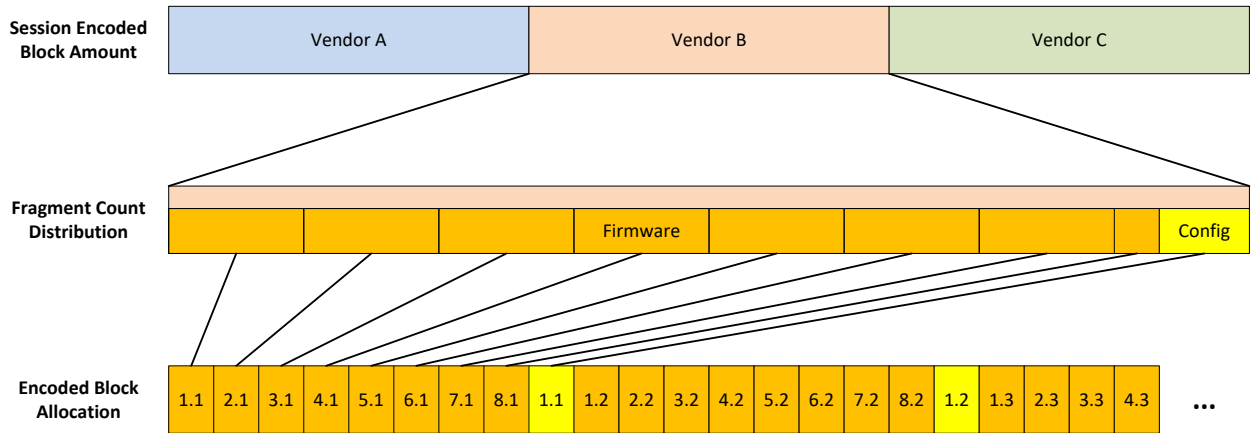 Session Encoded
Block Amount
Vendor A
Vendor B
Vendor C
Fragment Count
Distribution
Firmware
Config
Encoded Block
Allocation
1.1 2.1 3.1 4.1 5.1 6.1 7.1 8.1 1.1 1.2 2.2 3.2 4.2 5.2 6.2 7.2 8.2 1.2 1.3 2.3 3.3 4.3 ...